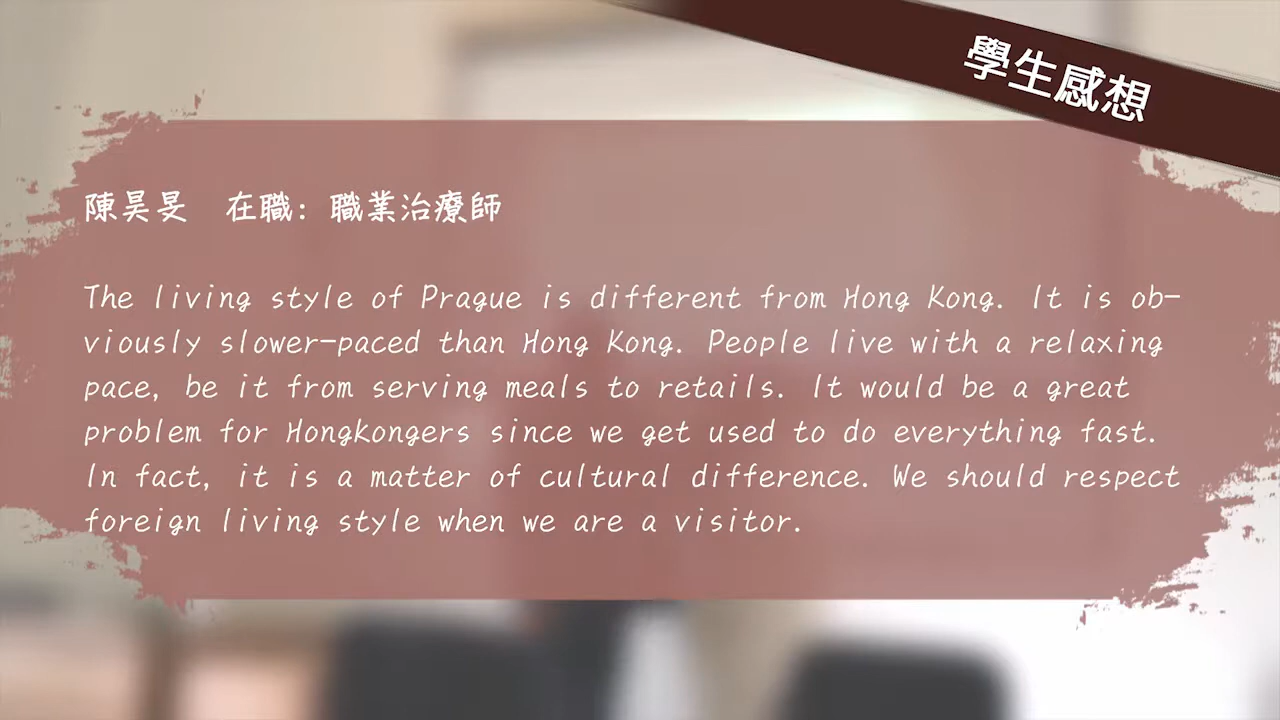 學生感想
陳昊旻 在職: 職業治療師
The living style of Prague is different from Hong Kong. It is ob-
viously slower-paced than Hong Kong. People live with a relaxing
pace, be it from serving meals to retails. It would be a great
problem for HongKongers since we get used to do everything fast.
In fact, it is a matter of cultural difference. We should respect
foreign living style when we are a visitor.